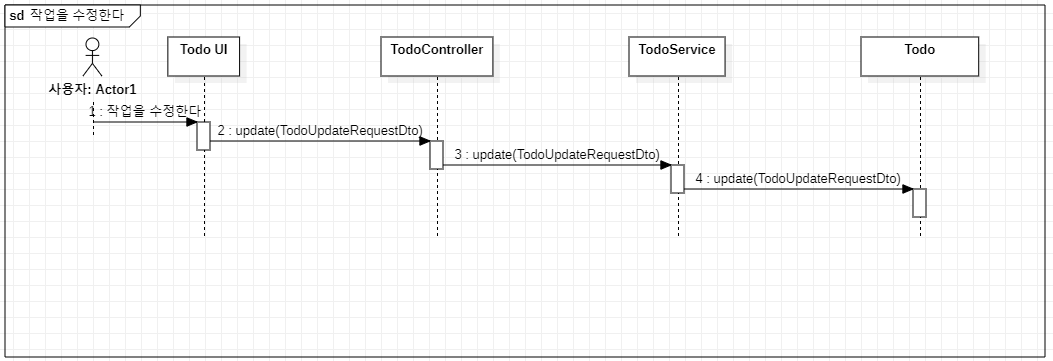 sd 작업을 수정한다
Todo UI
TodoController
TodoService
Todo
사용자: Actor1
1 : 작업을 수정한다
2 : update(TodoUpdateRequestDto)
3 : update(TodoUpdateRequestDto)
4 : update(TodoUpdateRequestDto)